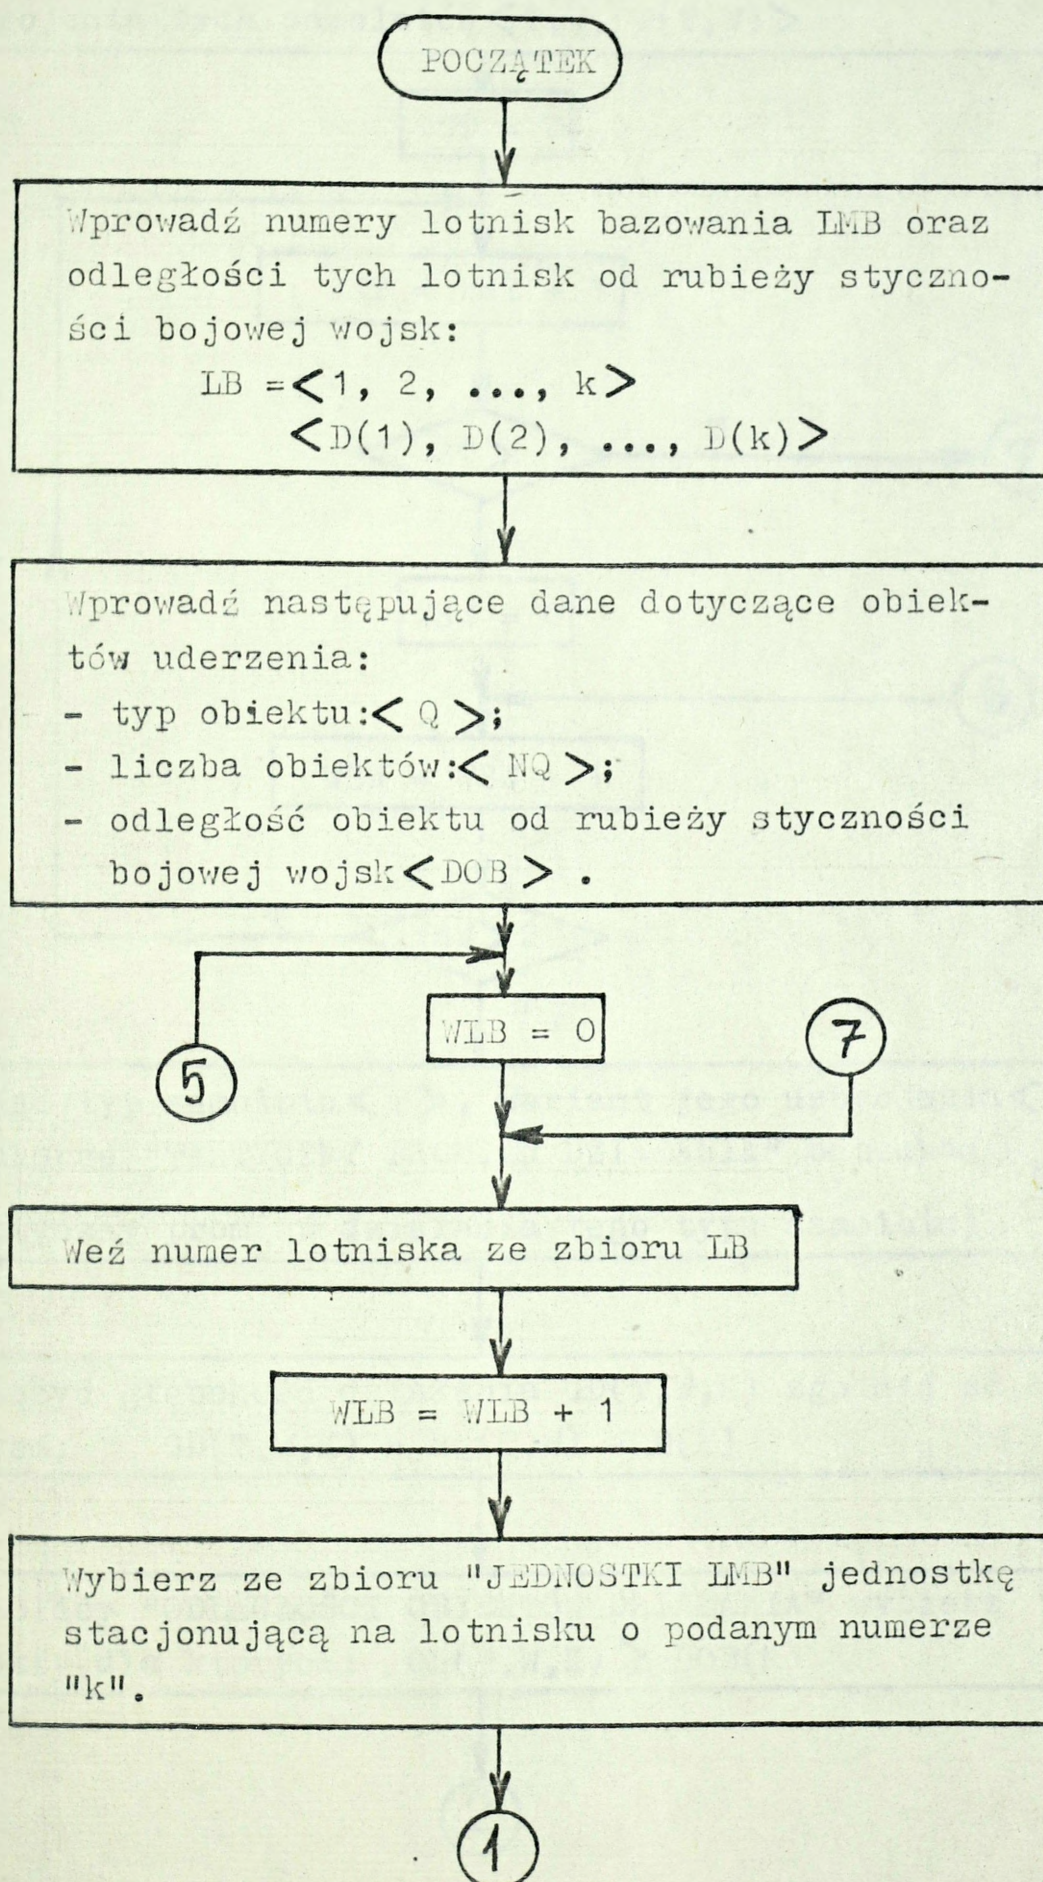 POCZĄTEK
Wprowadź numery lotnisk bazowania LMB oraz
odległości tych lotnisk od rubieży styczno-
ści bojowej wojsk:
LB =<1, 2, ..., k>
<D(1), D(2), ..., D(k)>
Wprowadź następujące dane dotyczące obiek-
tów uderzenia:
- typ obiektu:< Q >;
- liczba obiektów:< NQ >;
- odległość obiektu od rubieży styczności
bojowej wojsk<DOB> .
WLB = 0
7
5
Weź numer lotniska ze zbioru LB
WLB = WLB + 1
Wybierz ze zbioru "JEDNOSTKI LMB" jednostkę
stacjonującą na lotnisku o podanym numerze
"k".
1